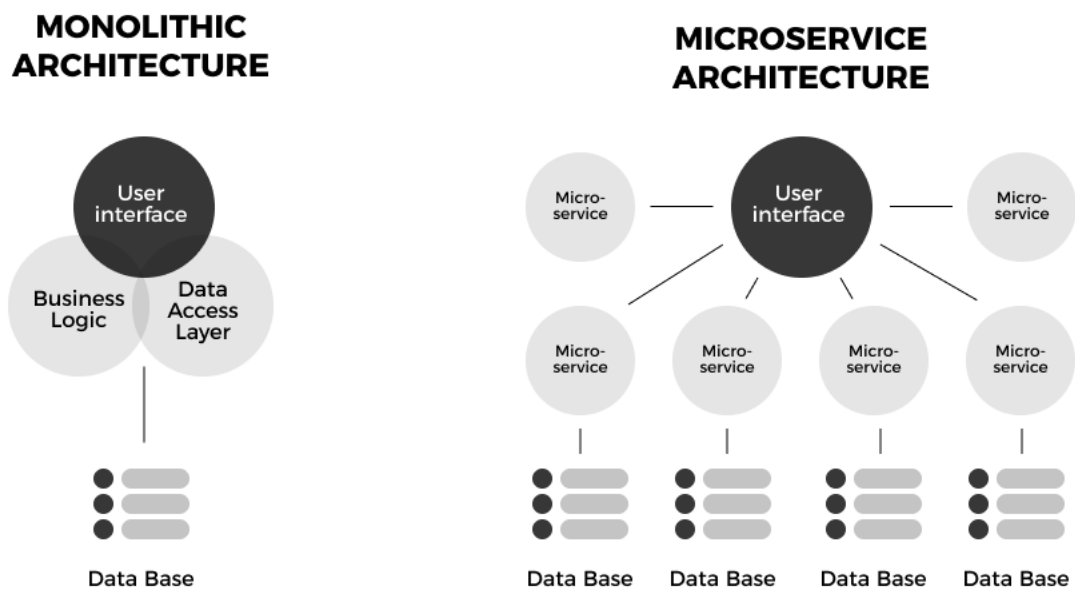 MONOLITHIC
ARCHITECTURE
User
interface
Business
Logic
Data
Access
Layer
Data Base
MICROSERVICE
ARCHITECTURE
Micro-
service
User
interface
Micro-
service
Micro-
service
Micro-
service
Micro-
service
Micro-
service
Data Base
Data Base
Data Base
Data Base